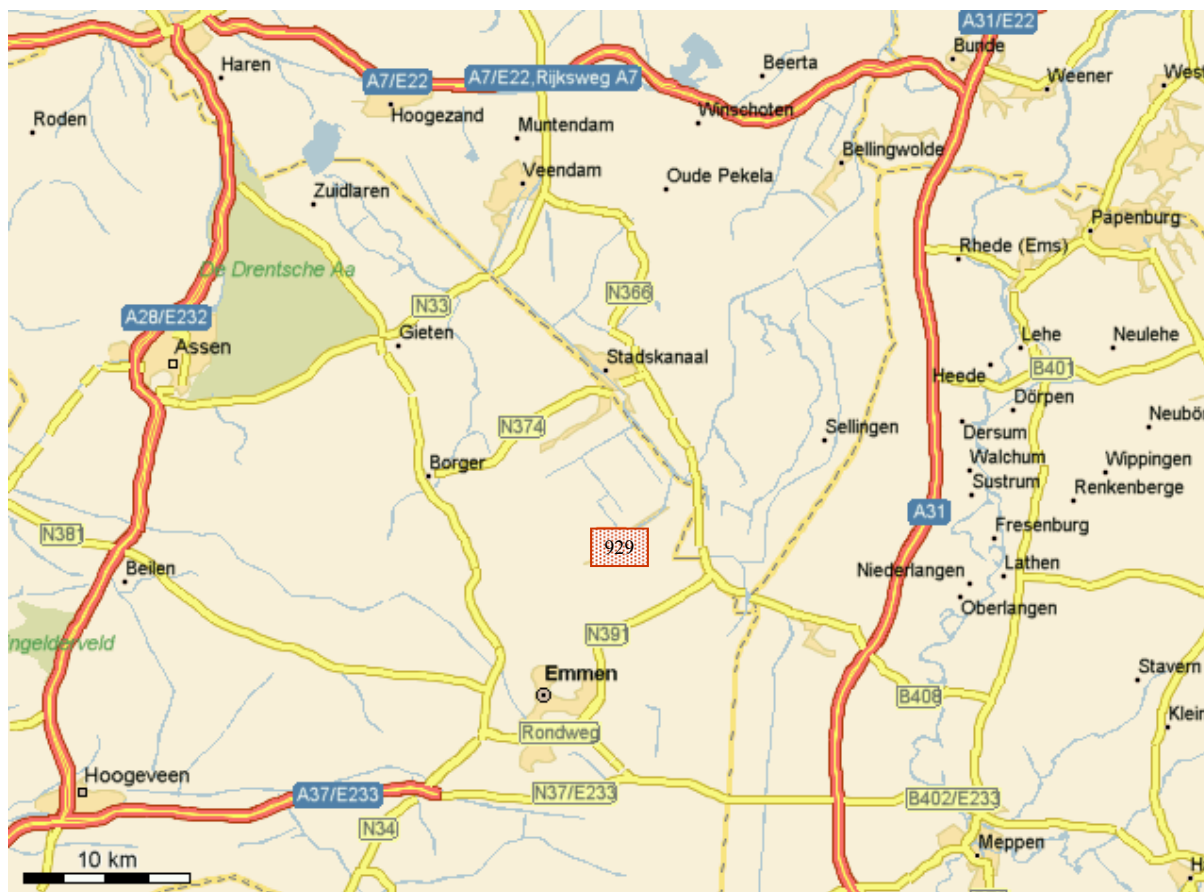 A31/E22
Bunde
Haren
Beerta
A7/E22
A7/E22,Rijksweg A7
Weener
West
Hoogezand
Winschoten
Roden
Muntendam
Bellingwolde
Veendam
Oude Pekela
Zuidlaren
Papenburg
Rhede (Ems)
De Drentsche Aa
N366
N33
A28/E232
Gieten
Lehe
Neulehe
Assen
Stadskanaal
Heede
B401
Dörpen
N374
Sellingen
Dersum
Neubör
Borger
Walchum
Wippingen
Sustrum
Renkenberge
A31
N381
929
Fresenburg
Beilen
Niederlangen
Lathen
Oberlangen
N391
ngelderveld
Emmen
Stavern
B408
Klein
Rondweg
Hoogeveen
A37/E233
N37/E233
B402/E233
N34
Meppen
10 km
H